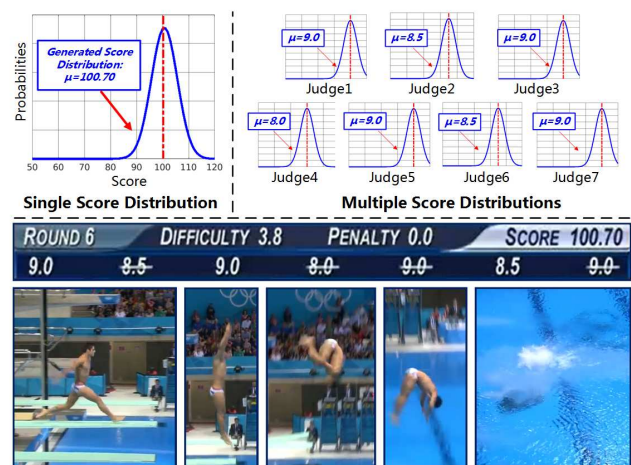 Generated Score
Distribution:
μ=100.70
Probabilities
50 60 70 80 90 100 110 120
Score
Single Score Distribution
μ=9.0
Judge1
μ=8.5
Judge2
μ=9.0
Judge3
μ=8.0
Judge4
μ=9.0
Judge5
μ=8.5
Judge6
μ=9.0
Judge7
Multiple Score Distributions
ROUND 6 DIFFICULTY 3.8 PENALTY 0.0 SCORE 100.70
9.0 8.5 9.0 8.0 9.0 8.5 9.0